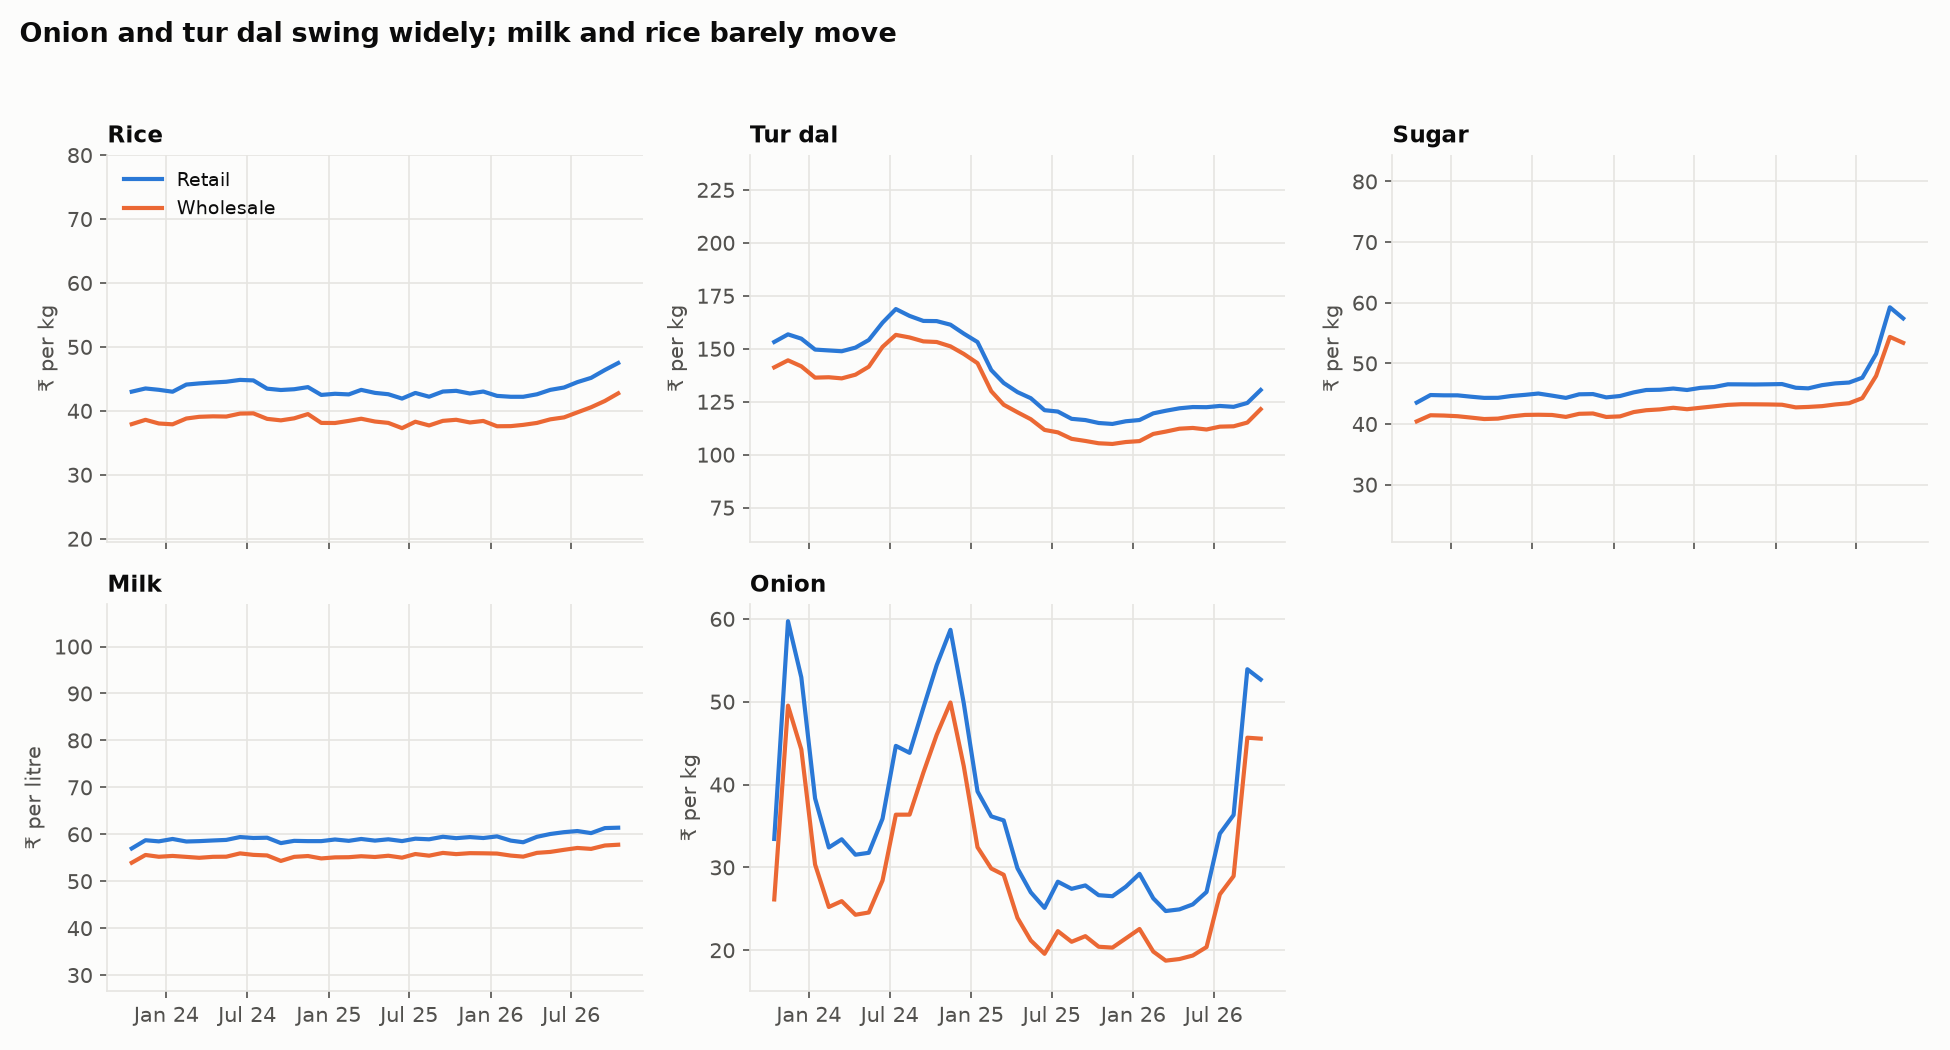 Onion and tur dal swing widely; milk and rice barely move
Rice
80
70
60
50
40
30
20
₹ per kg
Retail
Wholesale
Tur dal
225
200
175
150
125
100
75
₹ per kg
Sugar
80
70
60
50
40
30
₹ per kg
Milk
100
90
80
70
60
50
40
30
₹ per litre
Jan 24 Jul 24 Jan 25 Jul 25 Jan 26 Jul 26
Onion
60
50
40
30
20
₹ per kg
Jan 24 Jul 24 Jan 25 Jul 25 Jan 26 Jul 26